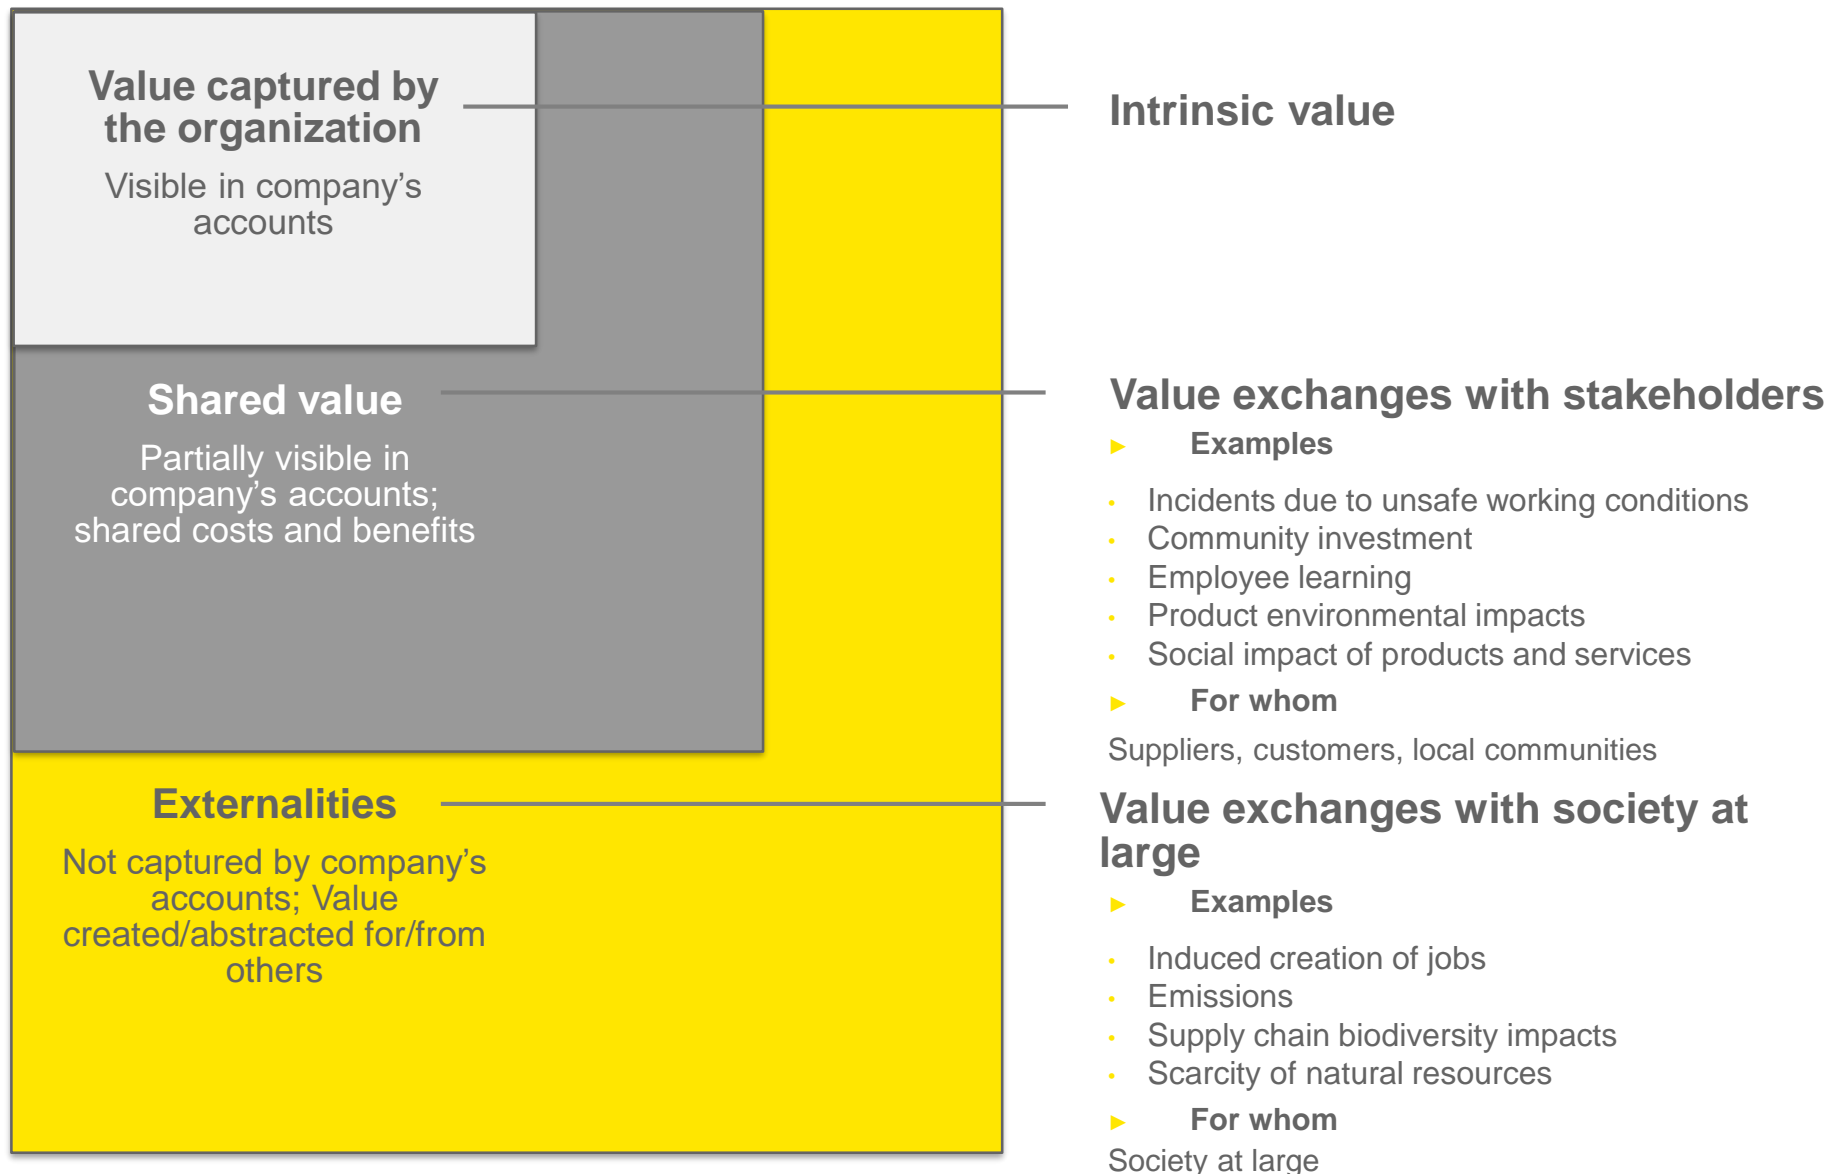 Value captured by
the organization
Visible in company's
accounts
Intrinsic value
Shared value
Partially visible in
company's accounts;
shared costs and benefits
Value exchanges with stakeholders
► Examples
• Incidents due to unsafe working conditions
• Community investment
• Employee learning
• Product environmental impacts
• Social impact of products and services
► For whom
Suppliers, customers, local communities
Externalities
Not captured by company's
accounts; Value
created/abstracted for/from
others
Value exchanges with society at
large
► Examples
• Induced creation of jobs
• Emissions
• Supply chain biodiversity impacts
• Scarcity of natural resources
► For whom
Society at large